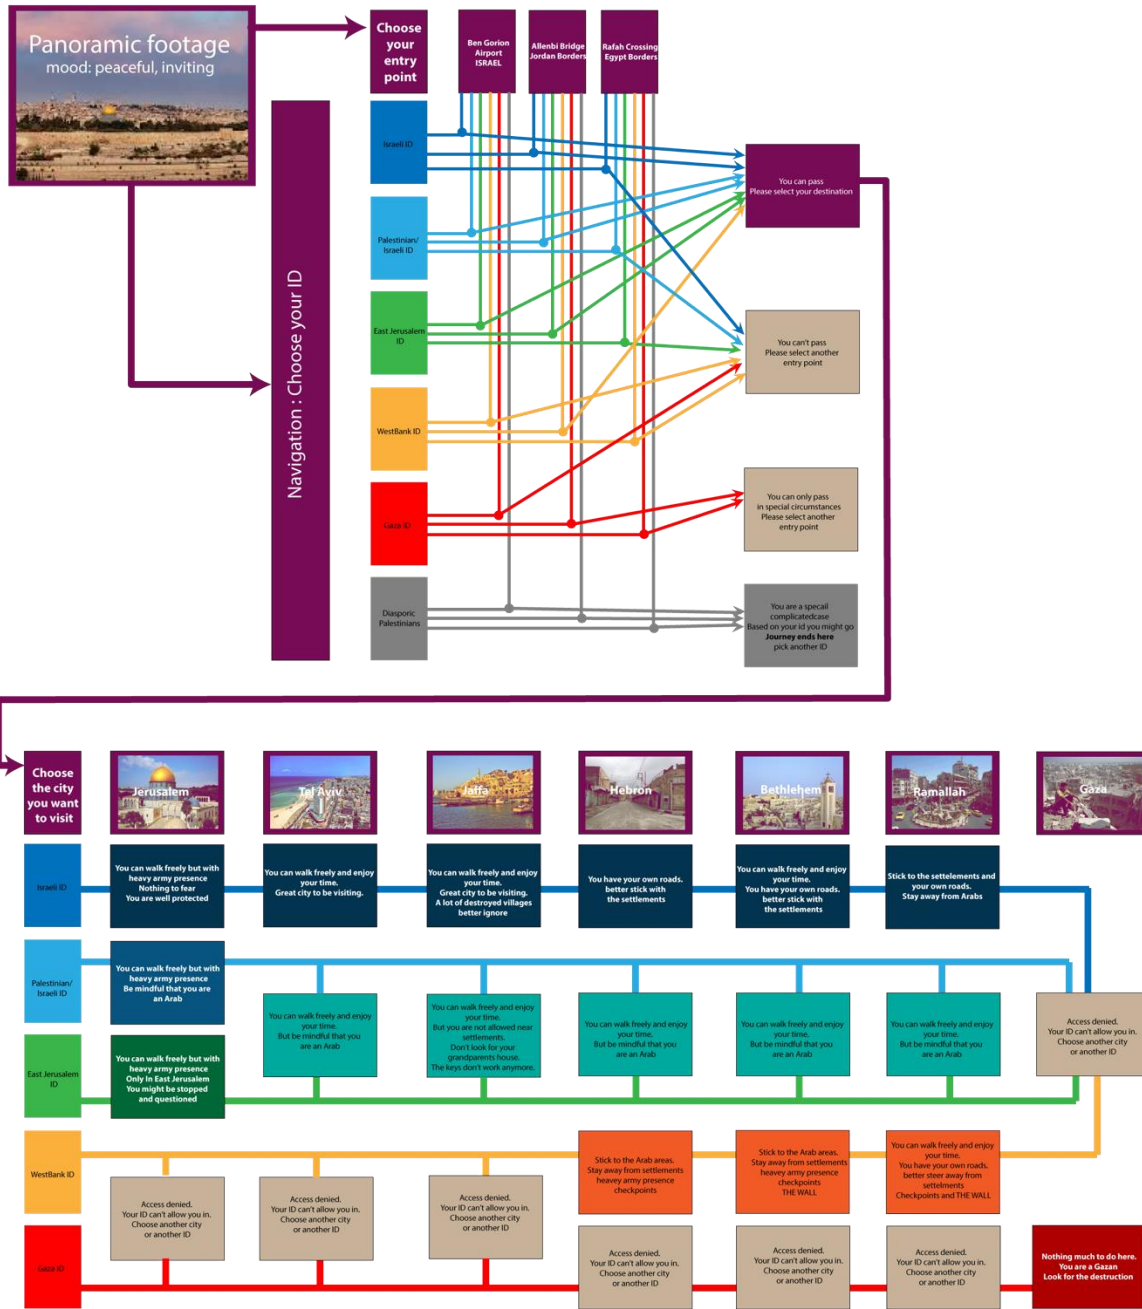 Panoramic footage
mood: peaceful, inviting
Choose
your
entry
point
Ben Gorion
Airport
ISRAEL
Allenbi Bridge
Jordan Borders
Rafah Crossing
Egypt Borders
Navigation : Choose your ID
Israeli ID
Palestinian/
Israeli ID
East Jerusalem
ID
WestBank ID
Gaza ID
Diasporic
Palestinians
You can pass
Please select your destination
You can't pass
Please select another
entry point
You can only pass
in special circumstances
Please select another
entry point
You are a specail
complicatedcase
Based on your id you might go
Journey ends here
pick another ID
Choose
the city
you want
to visit
Jerusalem
Tel Aviv
Jaffa
Hebron
Bethlehem
Ramallah
Gaza
Israeli ID
You can walk freely but with
heavy army presence
Nothing to fear
You are well protected
You can walk freely and enjoy
your time.
Great city to be visiting.
You can walk freely and enjoy
your time.
Great city to be visiting.
A lot of destroyed villages
better ignore
You have your own roads.
better stick with
the settlements
You can walk freely and enjoy
your time.
You have your own roads.
better stick with
the settlements
Stick to the settelements and
your own roads.
Stay away from Arabs
Palestinian/
Israeli ID
You can walk freely but with
heavy army presence
Be mindful that you are
an Arab
You can walk freely and enjoy
your time.
But be mindful that you
are an Arab
You can walk freely and enjoy
your time.
But you are not allowed near
settlements.
Don't look for your
grandparents house.
The keys don't work anymore.
You can walk freely and enjoy
your time.
But be mindful that you
are an Arab
You can walk freely and enjoy
your time.
But be mindful that you
are an Arab
You can walk freely and enjoy
your time.
But be mindful that you
are an Arab
Access denied.
Your ID can't allow you in.
Choose another city
or another ID
East Jerusalem
ID
You can walk freely but with
heavy army presence
Only In East Jerusalem
You might be stopped
and questioned
WestBank ID
Access denied.
Your ID can't allow you in.
Choose another city
or another ID
Access denied.
Your ID can't allow you in.
Choose another city
or another ID
Access denied.
Your ID can't allow you in.
Choose another city
or another ID
Stick to the Arab areas.
Stay away from settlements
heavey army presence
checkpoints
Stick to the Arab areas.
Stay away from settlements
heavey army presence
checkpoints
THE WALL
You can walk freely and enjoy
your time.
You have your own roads.
better steer away from
settelments
Checkpoints and THE WALL
Gaza ID
Access denied.
Your ID can't allow you in.
Choose another city
or another ID
Access denied.
Your ID can't allow you in.
Choose another city
or another ID
Access denied.
Your ID can't allow you in.
Choose another city
or another ID
Nothing much to do here.
You are a Gazan
Look for the destruction